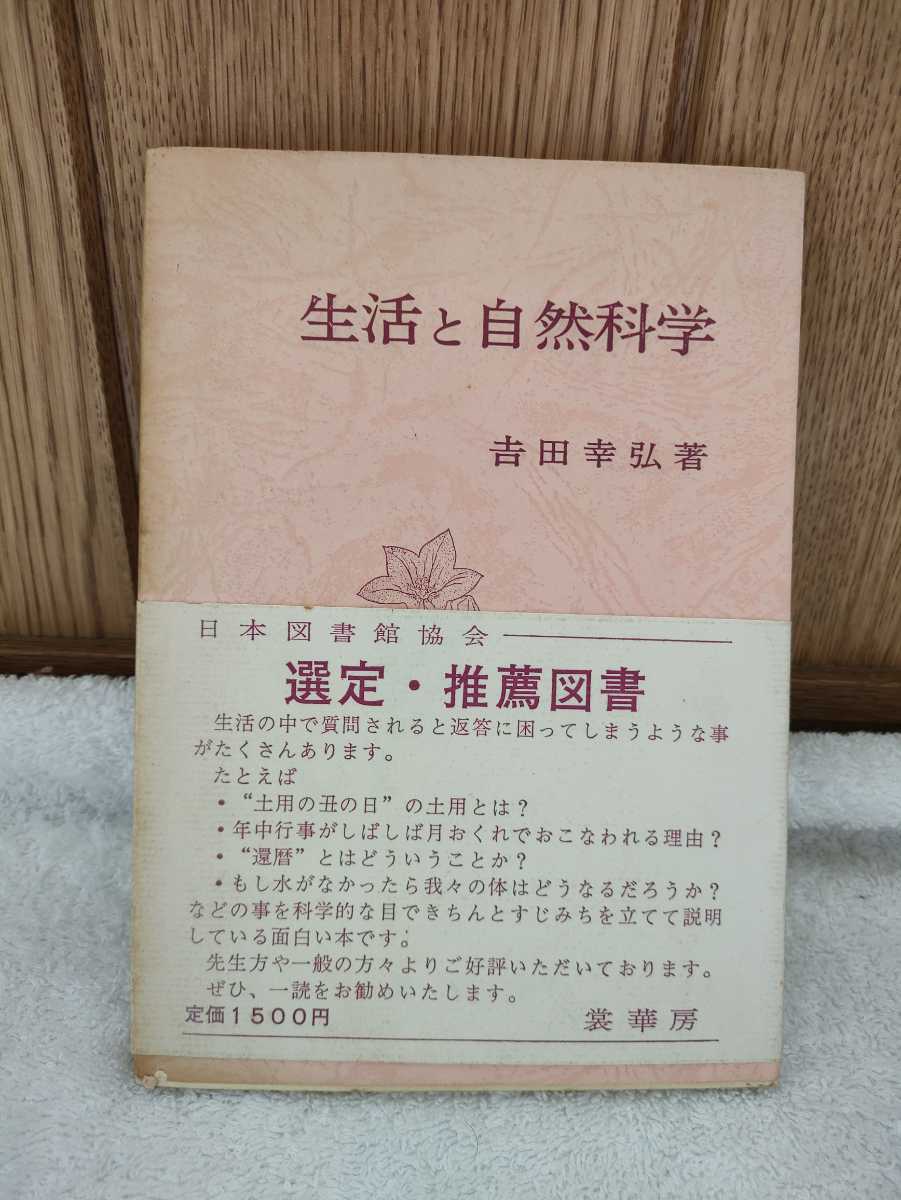 生活と自然科学
𠮷田幸弘著
日本図書館協会
選定・推薦図書
生活の中で質問されると返答に困ってしまうような事
がたくさんあります。
たとえば
・“土用の丑の日”の土用とは？
・年中行事がしばしば月おくれでおこなわれる理由？
・“還暦”とはどういうことか？
・もし水がなかったら我々の体はどうなるだろうか？
などの事を科学的な目できちんとすじみちを立てて説明
している面白い本です。
先生方や一般の方々よりご好評いただいております。
ぜひ、一読をお勧めいたします。
定価1500円 裳華房